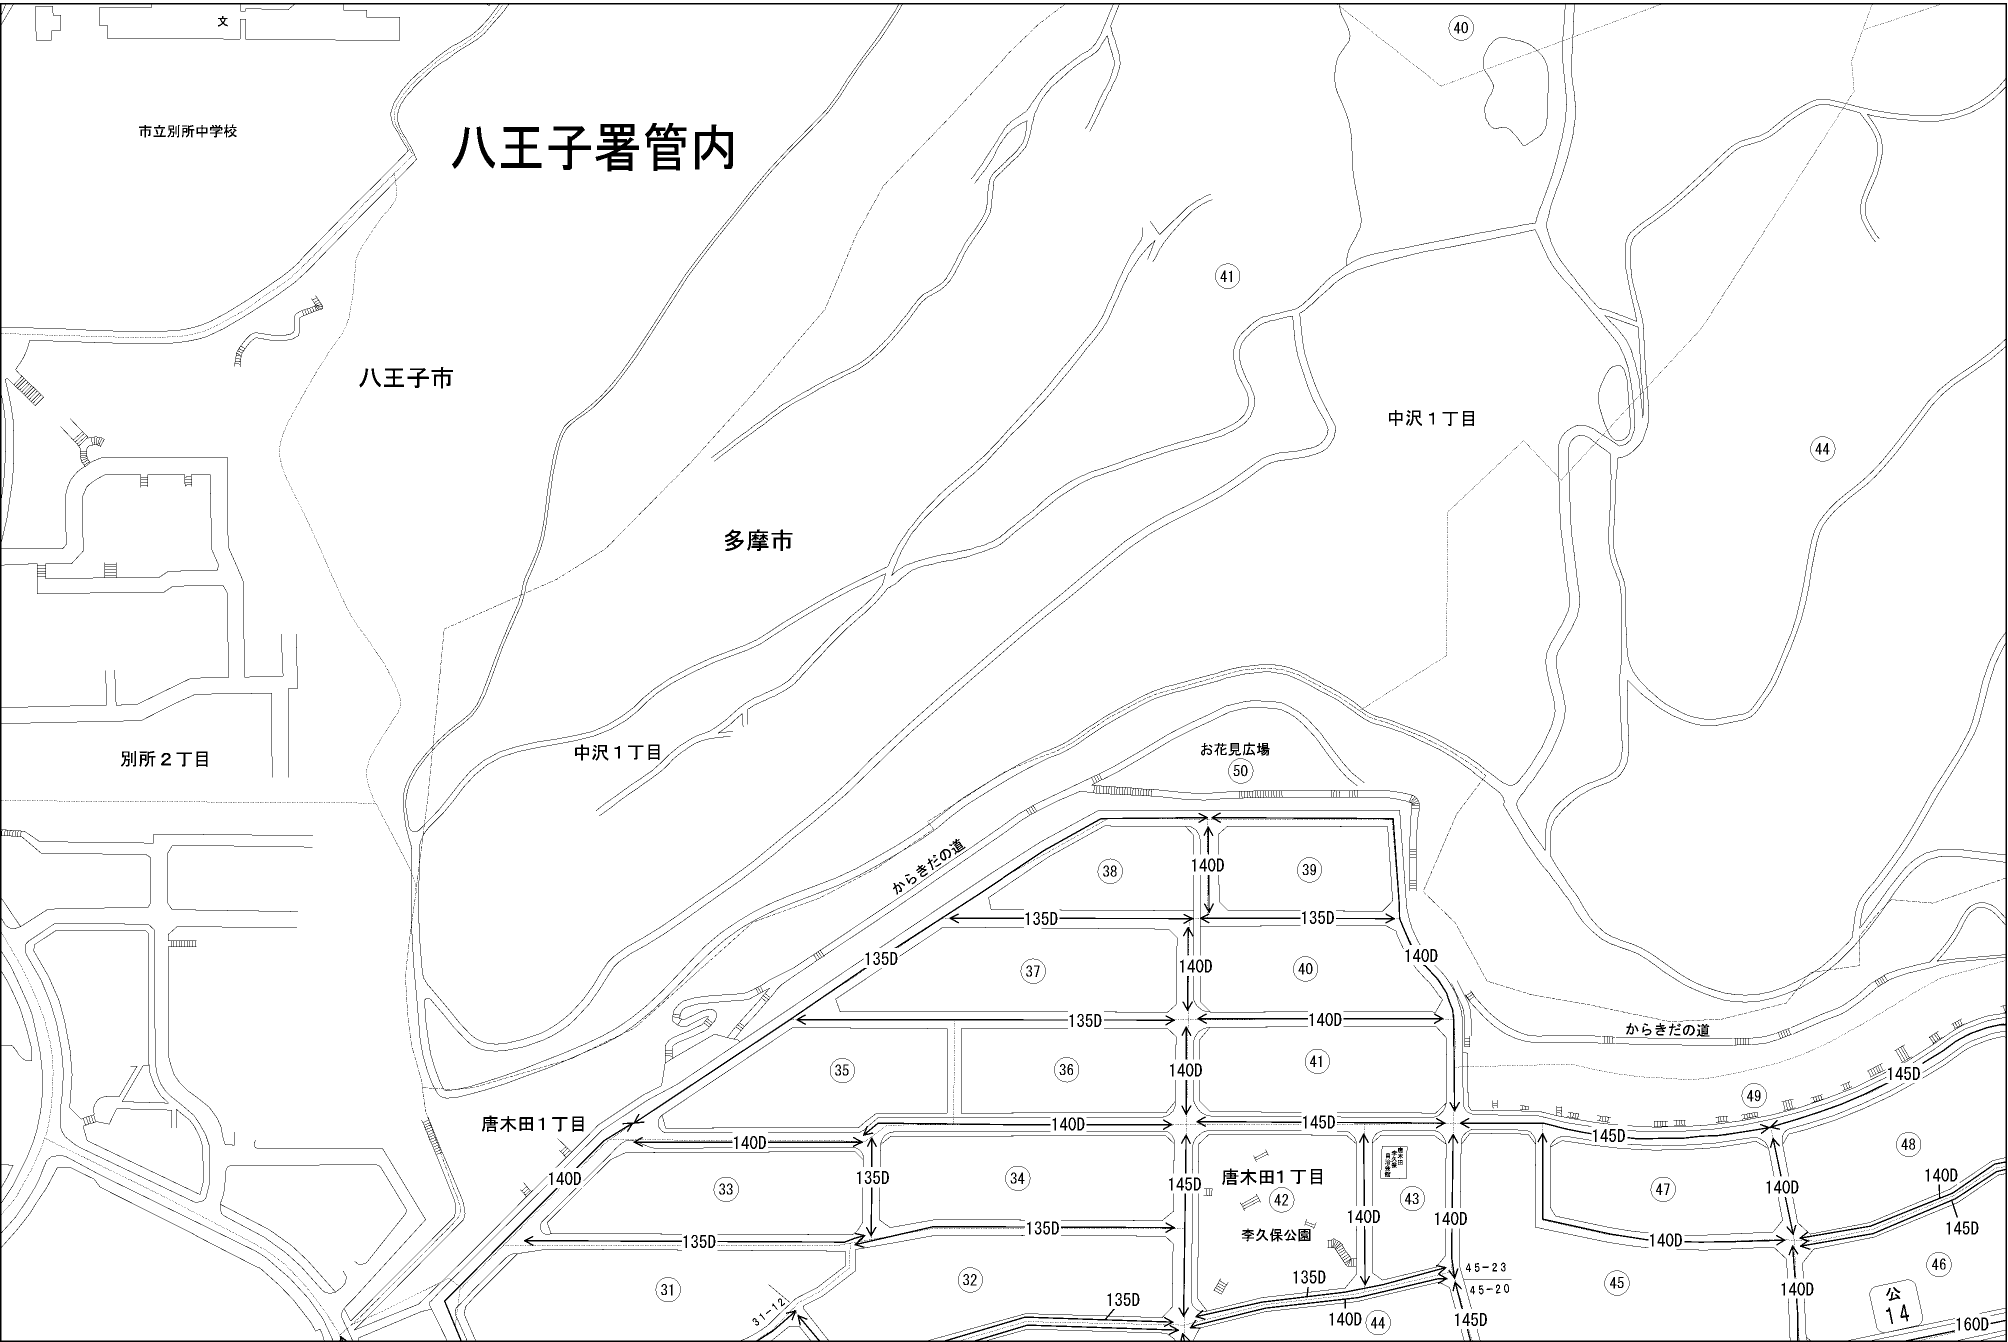 文
40
市立別所中学校
八王子署管内
41
八王子市
中沢1丁目
44
多摩市
別所2丁目
中沢1丁目
お花見広場
50
からきだの道
38
140D
39
135D
135D
135D
140D
37
140D
40
135D
140D
からきだの道
35
36
140D
41
145D
49
唐木田1丁目
140D
140D
145D
145D
48
140D
33
135D
34
145D
唐木田1丁目
42
43
47
140D
140D
140D
140D
145D
135D
135D
李久保公園
140D
31
32
135D
45-23
45-20
45
140D
46
公
14
31-12
135D
140D
44
145D
160D